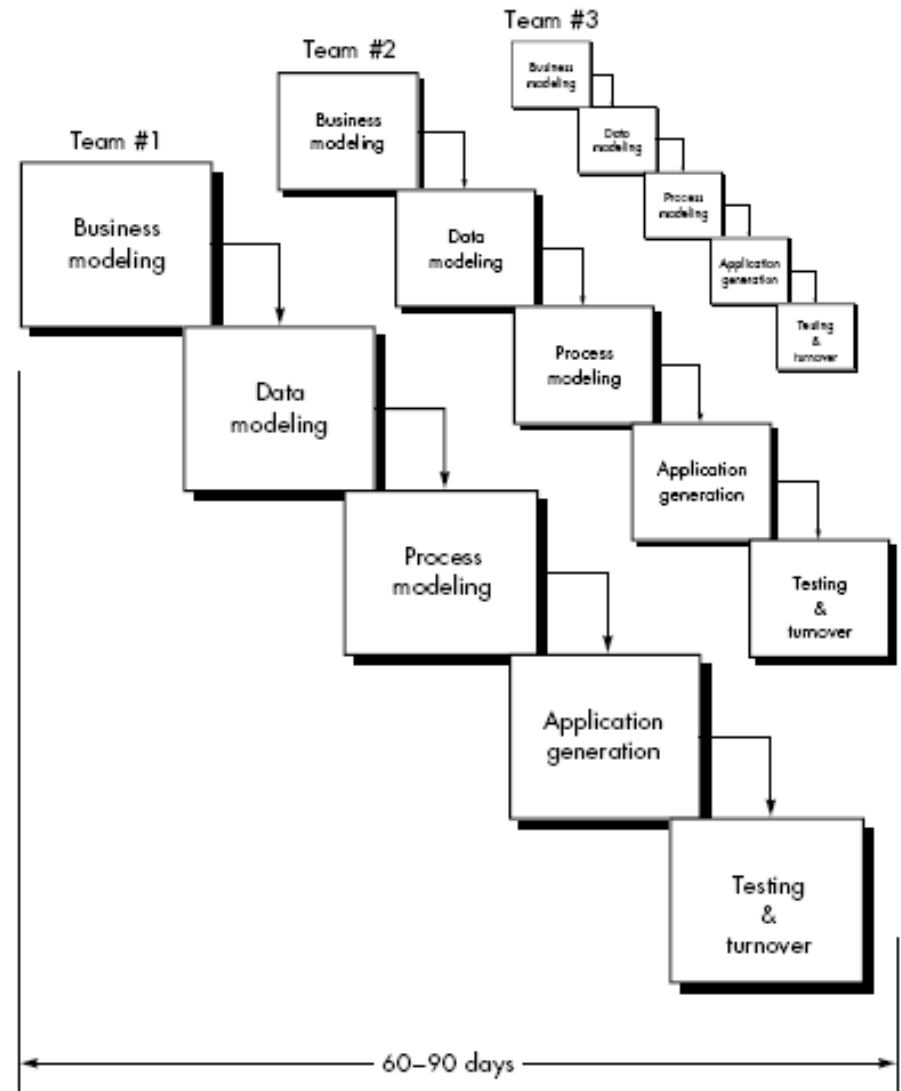 Team #1
Business
modeling
Data
modeling
Process
modeling
Application
generation
Testing
&
turnover
Team #2
Business
modeling
Data
modeling
Process
modeling
Application
generation
Testing
&
turnover
Team #3
Business
modeling
Data
modeling
Process
modeling
Application
generation
Testing
&
turnover
60–90 days